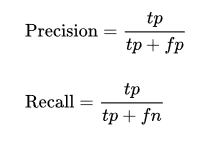 Precision = tp / (tp + fp)
Recall = tp / (tp + fn)